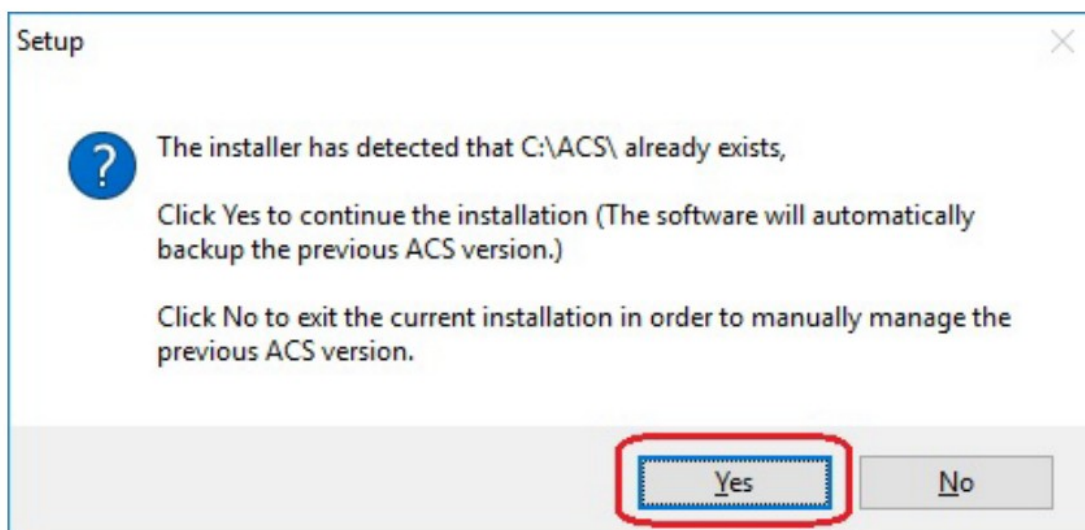 Setup
The installer has detected that C:\ACS\ already exists,
Click Yes to continue the installation (The software will automatically
backup the previous ACS version.)
Click No to exit the current installation in order to manually manage the
previous ACS version.
Yes
No